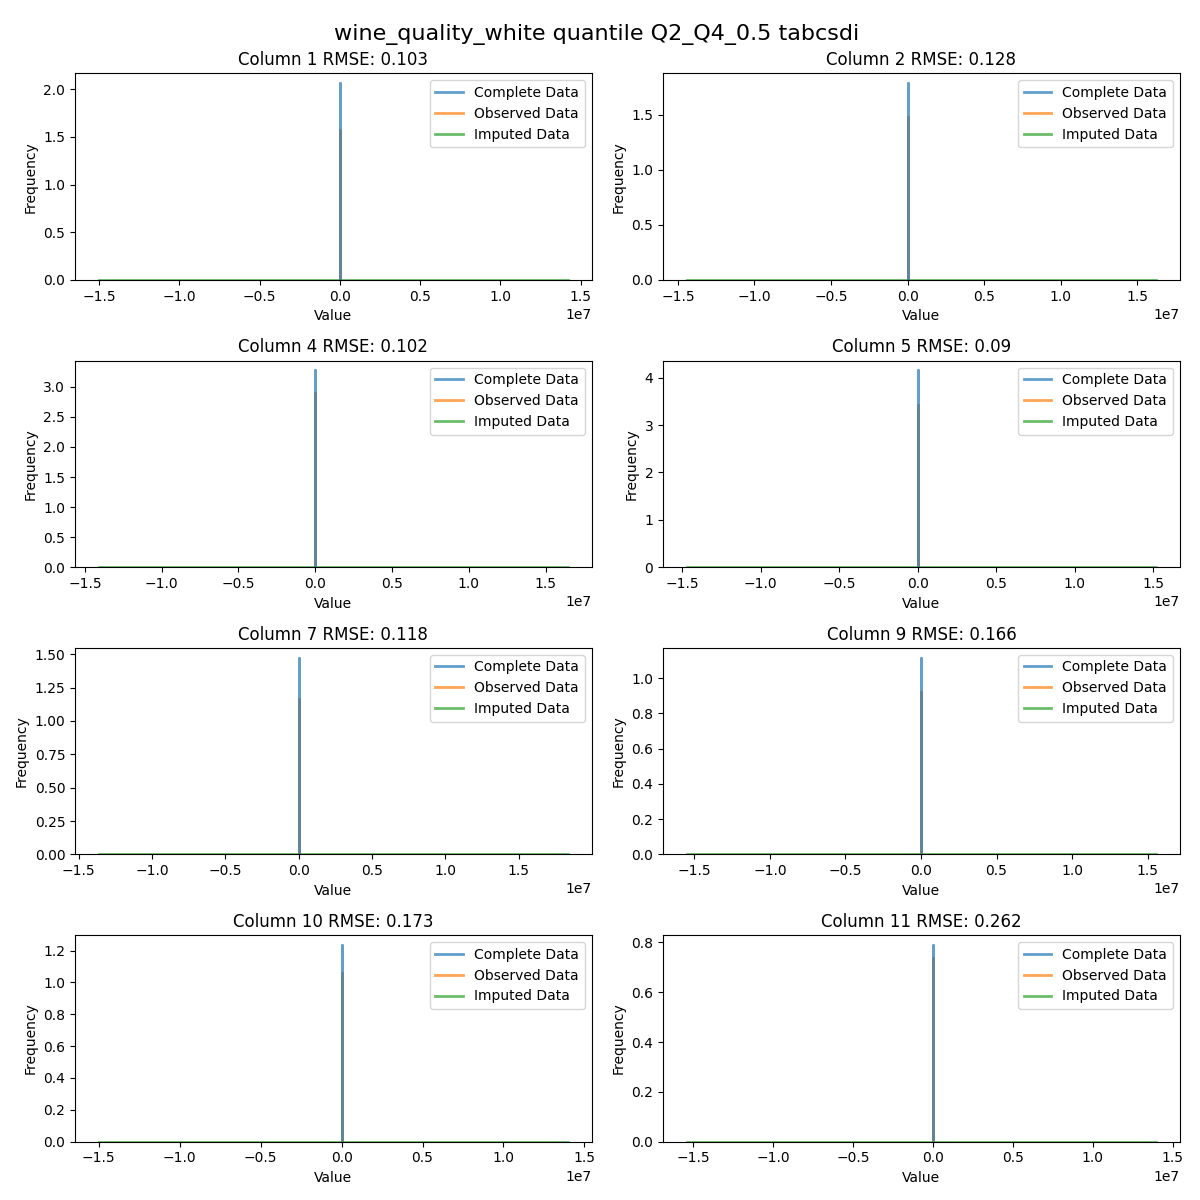 wine_quality_white quantile Q2_Q4_0.5 tabcsdi
Column 1 RMSE: 0.103
2.0
1.5
1.0
0.5
0.0
Frequency
Complete Data
Observed Data
Imputed Data
−1.5 −1.0 −0.5 0.0 0.5 1.0 1.5
1e7
Value
Column 2 RMSE: 0.128
1.5
1.0
0.5
0.0
Frequency
Complete Data
Observed Data
Imputed Data
−1.5 −1.0 −0.5 0.0 0.5 1.0 1.5
1e7
Value
Column 4 RMSE: 0.102
3.0
2.5
2.0
1.5
1.0
0.5
0.0
Frequency
Complete Data
Observed Data
Imputed Data
−1.5 −1.0 −0.5 0.0 0.5 1.0 1.5
1e7
Value
Column 5 RMSE: 0.09
4
3
2
1
0
Frequency
Complete Data
Observed Data
Imputed Data
−1.5 −1.0 −0.5 0.0 0.5 1.0 1.5
1e7
Value
Column 7 RMSE: 0.118
1.50
1.25
1.00
0.75
0.50
0.25
0.00
Frequency
Complete Data
Observed Data
Imputed Data
−1.5 −1.0 −0.5 0.0 0.5 1.0 1.5
1e7
Value
Column 9 RMSE: 0.166
1.0
0.8
0.6
0.4
0.2
0.0
Frequency
Complete Data
Observed Data
Imputed Data
−1.5 −1.0 −0.5 0.0 0.5 1.0 1.5
1e7
Value
Column 10 RMSE: 0.173
1.2
1.0
0.8
0.6
0.4
0.2
0.0
Frequency
Complete Data
Observed Data
Imputed Data
−1.5 −1.0 −0.5 0.0 0.5 1.0 1.5
1e7
Value
Column 11 RMSE: 0.262
0.8
0.6
0.4
0.2
0.0
Frequency
Complete Data
Observed Data
Imputed Data
−1.5 −1.0 −0.5 0.0 0.5 1.0 1.5
1e7
Value